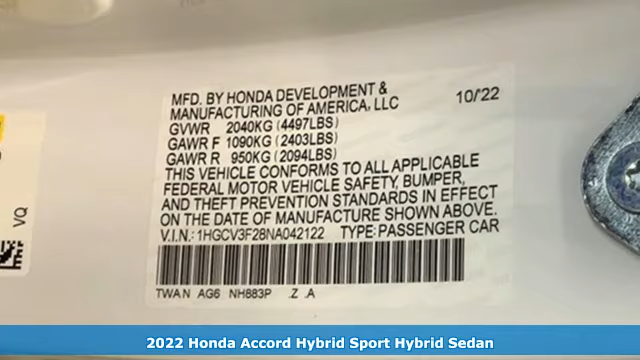 MFD. BY HONDA DEVELOPMENT &
MANUFACTURING OF AMERICA, LLC 10/'22
GVWR 2040KG (4497LBS)
GAWR F 1090KG (2403LBS)
GAWR R 950KG (2094LBS)
THIS VEHICLE CONFORMS TO ALL APPLICABLE
FEDERAL MOTOR VEHICLE SAFETY, BUMPER,
AND THEFT PREVENTION STANDARDS IN EFFECT
ON THE DATE OF MANUFACTURE SHOWN ABOVE.
V.I.N.: 1HGCV3F28NA042122 TYPE: PASSENGER CAR
TWA N AG6 NH883P .Z .A
VQ
2022 Honda Accord Hybrid Sport Hybrid Sedan